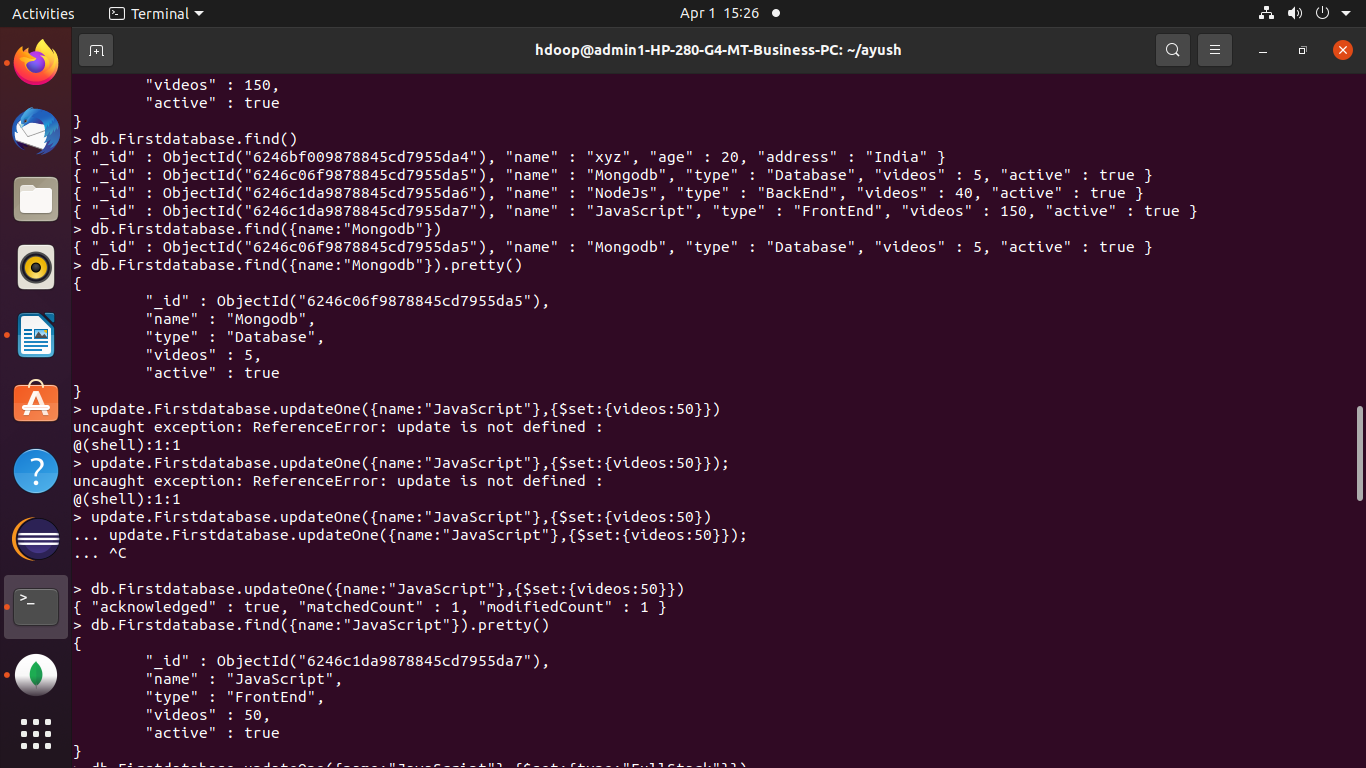 Activities
Terminal
Apr 1 15:26
hdoop@admin1-HP-280-G4-MT-Business-PC: ~/ayush
        "videos" : 150,
        "active" : true
}
> db.Firstdatabase.find()
{ "_id" : ObjectId("6246bf009878845cd7955da4"), "name" : "xyz", "age" : 20, "address" : "India" }
{ "_id" : ObjectId("6246c06f9878845cd7955da5"), "name" : "Mongodb", "type" : "Database", "videos" : 5, "active" : true }
{ "_id" : ObjectId("6246c1da9878845cd7955da6"), "name" : "NodeJs", "type" : "BackEnd", "videos" : 40, "active" : true }
{ "_id" : ObjectId("6246c1da9878845cd7955da7"), "name" : "JavaScript", "type" : "FrontEnd", "videos" : 150, "active" : true }
> db.Firstdatabase.find({name:"Mongodb"})
{ "_id" : ObjectId("6246c06f9878845cd7955da5"), "name" : "Mongodb", "type" : "Database", "videos" : 5, "active" : true }
> db.Firstdatabase.find({name:"Mongodb"}).pretty()
{
        "_id" : ObjectId("6246c06f9878845cd7955da5"),
        "name" : "Mongodb",
        "type" : "Database",
        "videos" : 5,
        "active" : true
}
> update.Firstdatabase.updateOne({name:"JavaScript"},{$set:{videos:50}})
uncaught exception: ReferenceError: update is not defined :
@(shell):1:1
> update.Firstdatabase.updateOne({name:"JavaScript"},{$set:{videos:50}});
uncaught exception: ReferenceError: update is not defined :
@(shell):1:1
> update.Firstdatabase.updateOne({name:"JavaScript"},{$set:{videos:50})
... update.Firstdatabase.updateOne({name:"JavaScript"},{$set:{videos:50}});
... ^C
> db.Firstdatabase.updateOne({name:"JavaScript"},{$set:{videos:50}})
{ "acknowledged" : true, "matchedCount" : 1, "modifiedCount" : 1 }
> db.Firstdatabase.find({name:"JavaScript"}).pretty()
{
        "_id" : ObjectId("6246c1da9878845cd7955da7"),
        "name" : "JavaScript",
        "type" : "FrontEnd",
        "videos" : 50,
        "active" : true
}
> db.Firstdatabase.updateOne({name:"JavaScript"},{$set:{type:"FullStack"}})